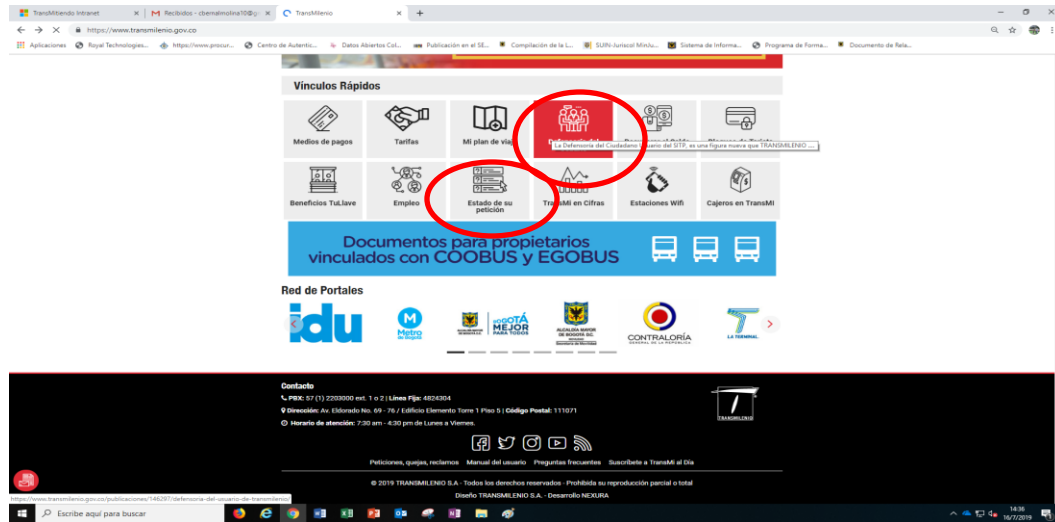 TransMitiendo Intranet
Recibidos - cbernalmolina10@g
TransMilenio
https://www.transmilenio.gov.co
Aplicaciones
Royal Technologies...
https://www.procur...
Centro de Autentic...
Datos Abiertos Col...
Publicación en el SE...
Compilación de la L...
SUIN-Juriscol MinJu...
Sistema de Informa...
Programa de Forma...
Documento de Rela...
Vínculos Rápidos
Medios de pagos
Tarifas
Mi plan de viaje
La Defensoría del Ciudadano Usuario del SITP, es una figura nueva que TRANSMILENIO ...
Beneficios TuLlave
Empleo
Estado de su
petición
TransMi en Cifras
Estaciones Wifi
Cajeros en TransMi
Documentos para propietarios
vinculados con COOBUS y EGOBUS
Red de Portales
idu
M
Metro
de Bogotá
BOGOTÁ
MEJOR
PARA TODOS
ALCALDÍA MAYOR
DE BOGOTÁ D.C.
CONTRALORÍA
GENERAL DE LA REPÚBLICA
LA TERMINAL
Contacto
PBX: 57 (1) 2203000 ext. 1 o 2 | Línea Fija: 4824304
Dirección: Av. Eldorado No. 69 - 76 / Edificio Elemento Torre 1 Piso 5 | Código Postal: 111071
Horario de atención: 7:30 am - 4:30 pm de Lunes a Viernes.
TRANSMILENIO
Peticiones, quejas, reclamos
Manual del usuario
Preguntas frecuentes
Suscríbete a TransMi al Día
© 2019 TRANSMILENIO S.A - Todos los derechos reservados - Prohibida su reproducción parcial o total
Diseño TRANSMILENIO S.A. - Desarrollo NEXURA
https://www.transmilenio.gov.co/publicaciones/146297/defensoria-del-usuario-de-transmilenio/
Escribe aquí para buscar
14:36
16/7/2019